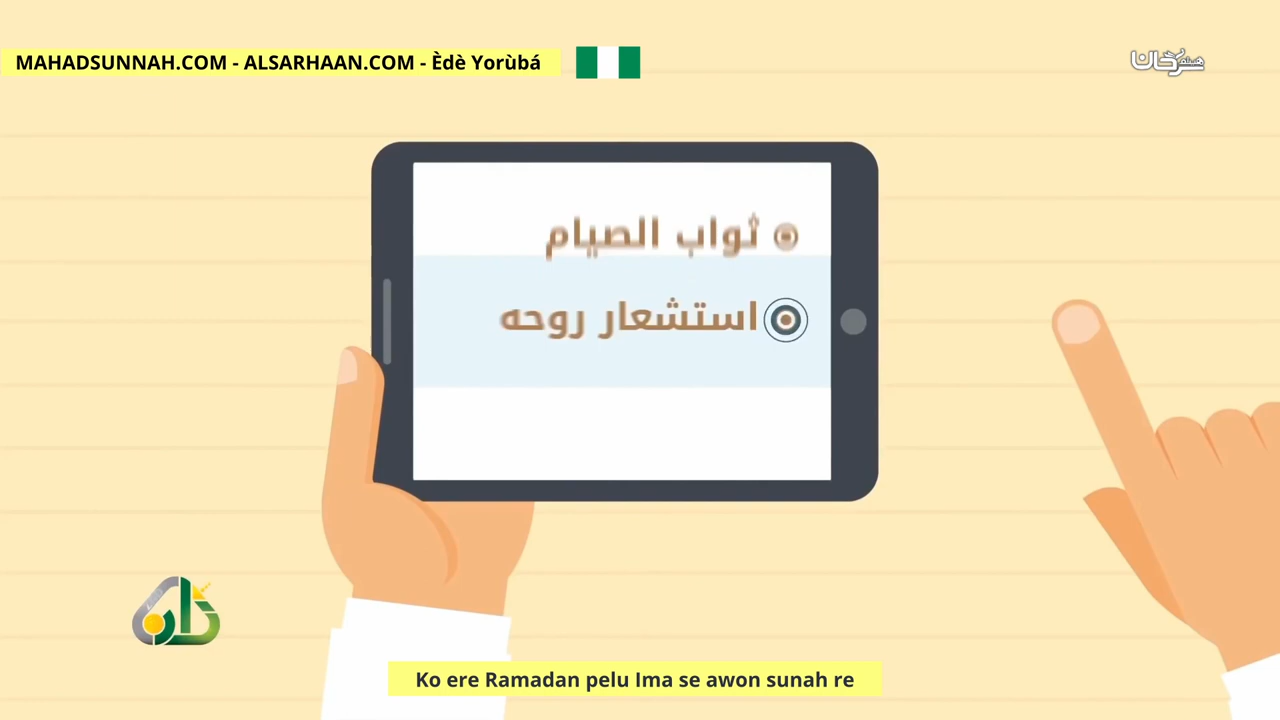 MAHADSUNNAH.COM - ALSARHAAN.COM - Èdè Yorùbá
ثواب الصيام
استشعار روحه
Ko ere Ramadan pelu Ima se awon sunah re